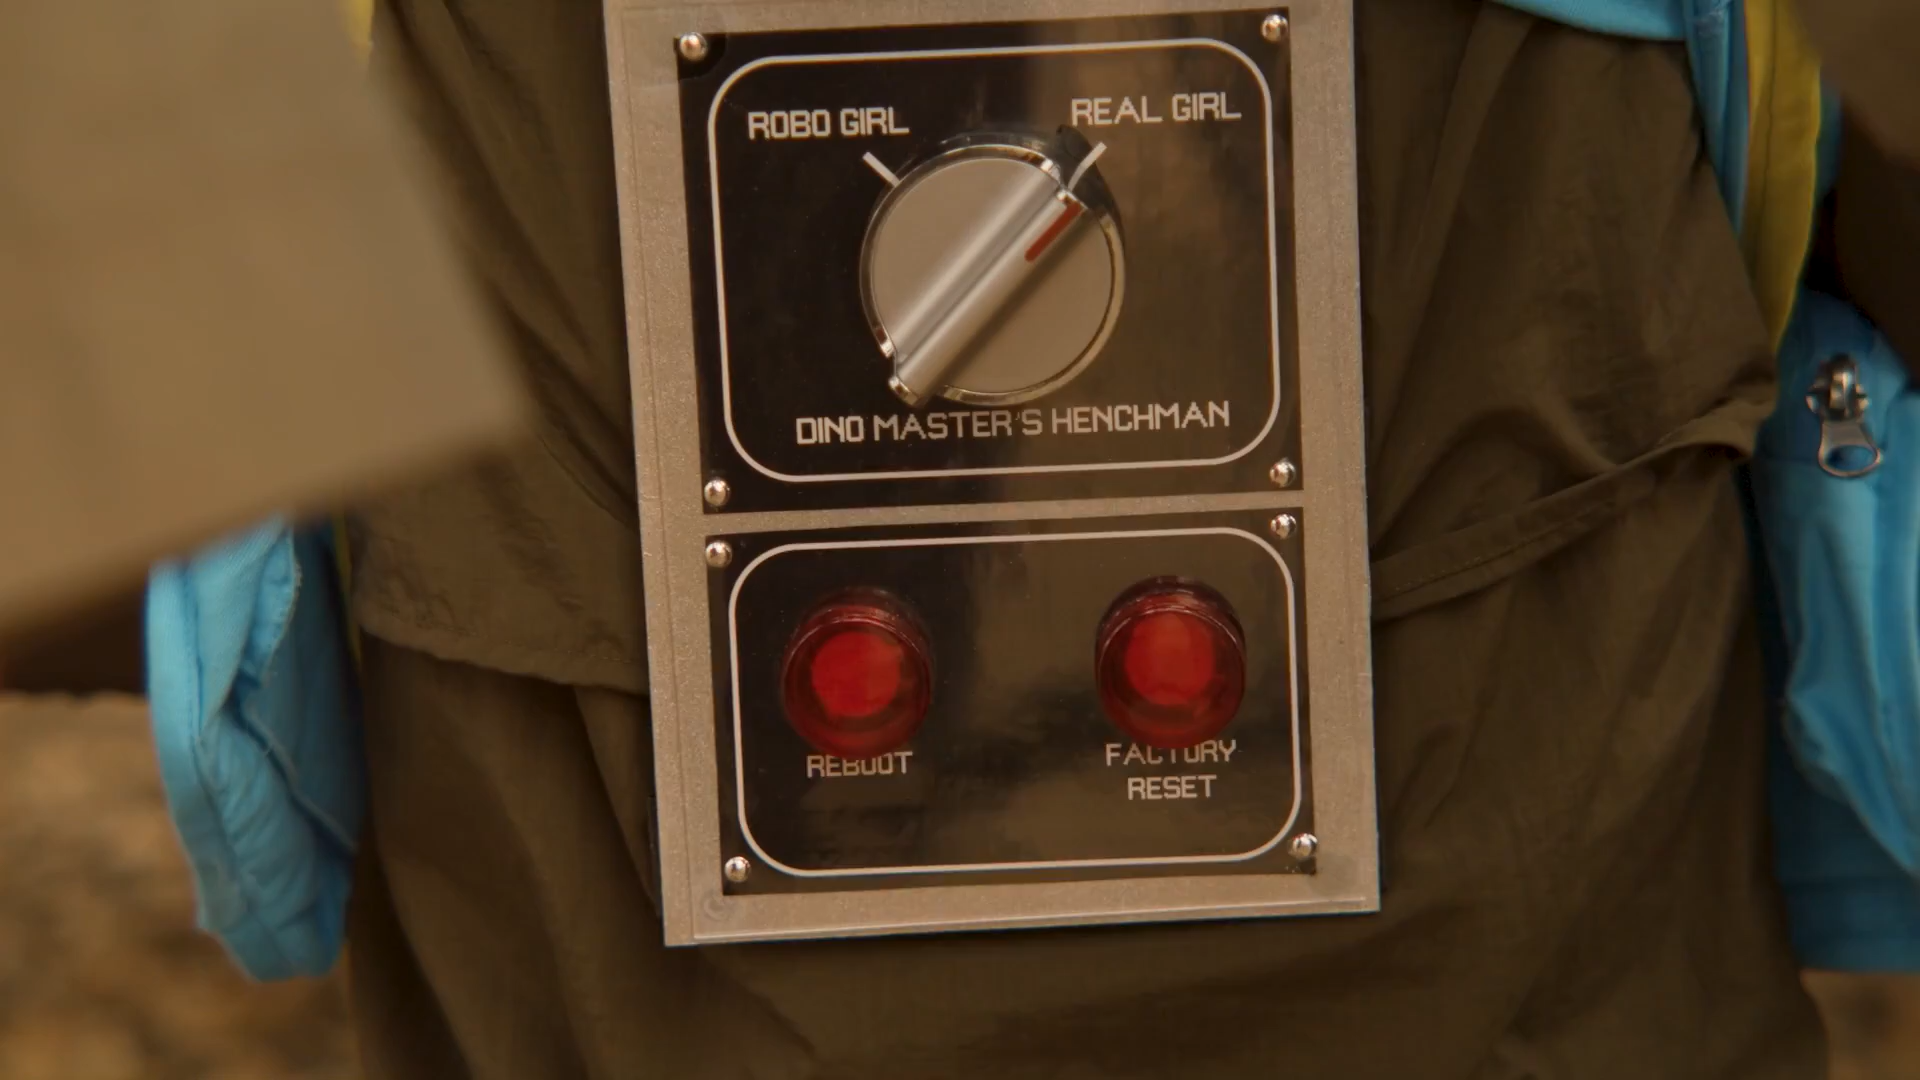 ROBO GIRL
REAL GIRL
DINO MASTER'S HENCHMAN
REBOOT
FACTORY
RESET